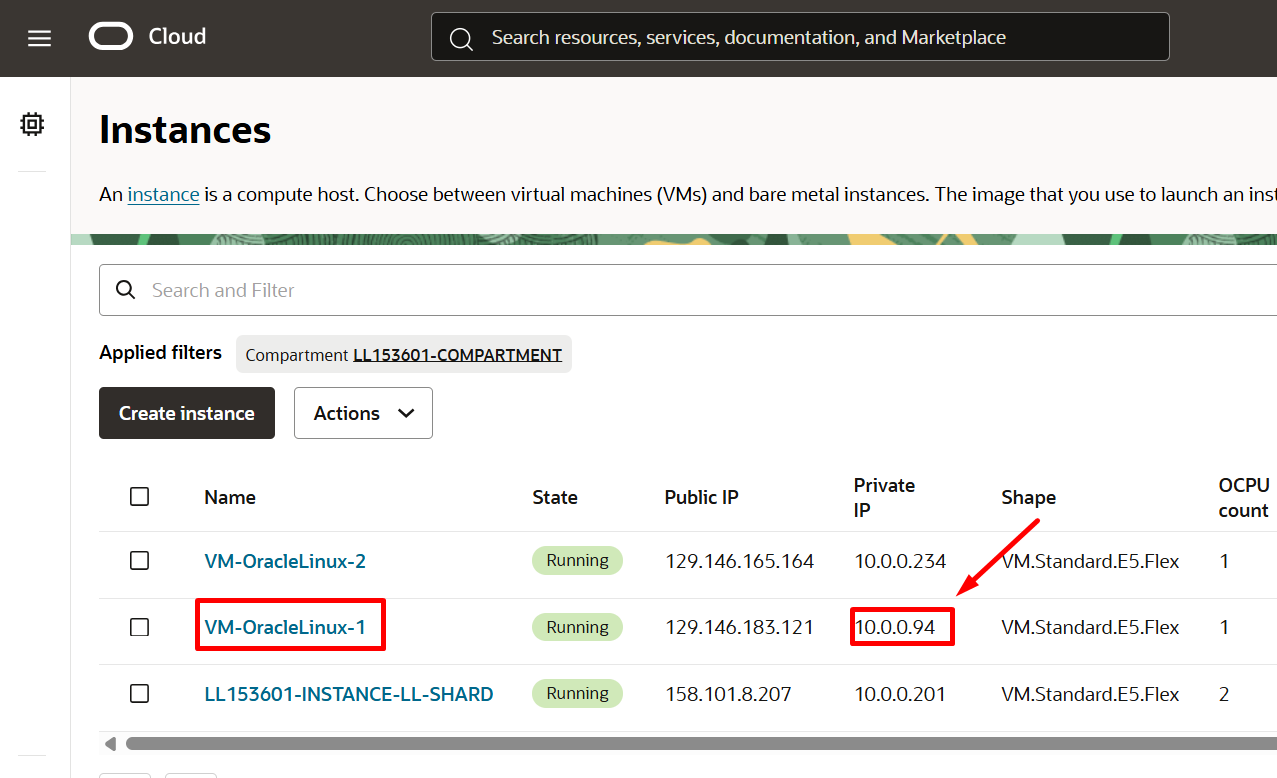 Cloud
Search resources, services, documentation, and Marketplace
Instances
An instance is a compute host. Choose between virtual machines (VMs) and bare metal instances. The image that you use to launch an inst
Search and Filter
Applied filters Compartment LL153601-COMPARTMENT
Create instance Actions
Name State Public IP Private IP Shape OCPU count
VM-OracleLinux-2 Running 129.146.165.164 10.0.0.234 VM.Standard.E5.Flex 1
VM-OracleLinux-1 Running 129.146.183.121 10.0.0.94 VM.Standard.E5.Flex 1
LL153601-INSTANCE-LL-SHARD Running 158.101.8.207 10.0.0.201 VM.Standard.E5.Flex 2